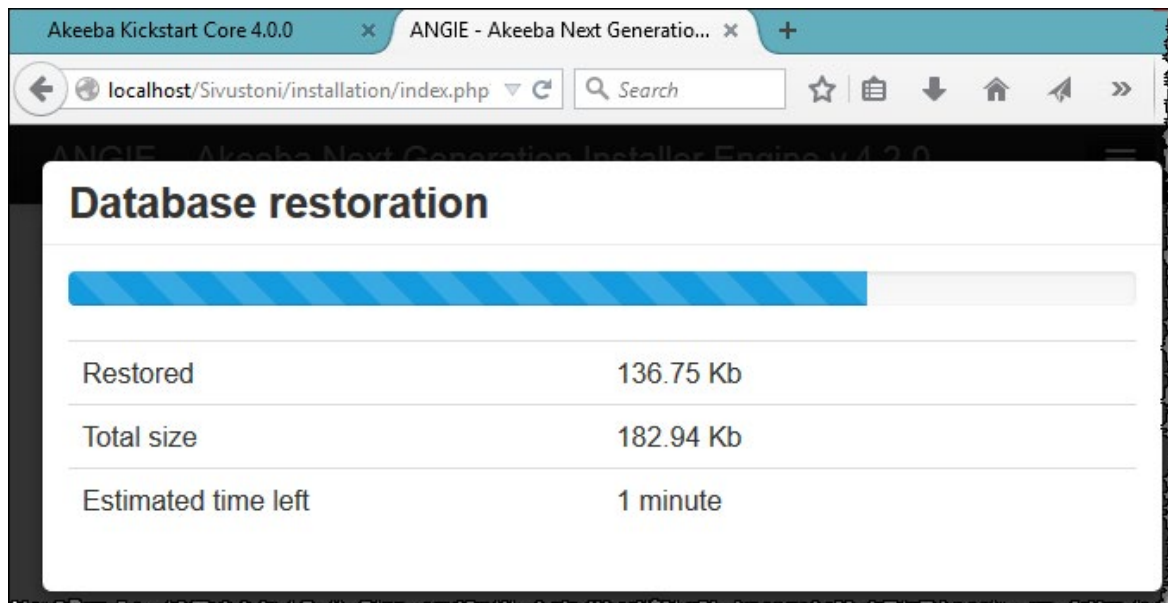 Akeeba Kickstart Core 4.0.0
ANGIE - Akeeba Next Generatio...
localhost/Sivustoni/installation/index.php
Search
ANGIE – Akeeba Next Generation Installer Engine v.4.2.0
Database restoration
Restored 136.75 Kb
Total size 182.94 Kb
Estimated time left 1 minute